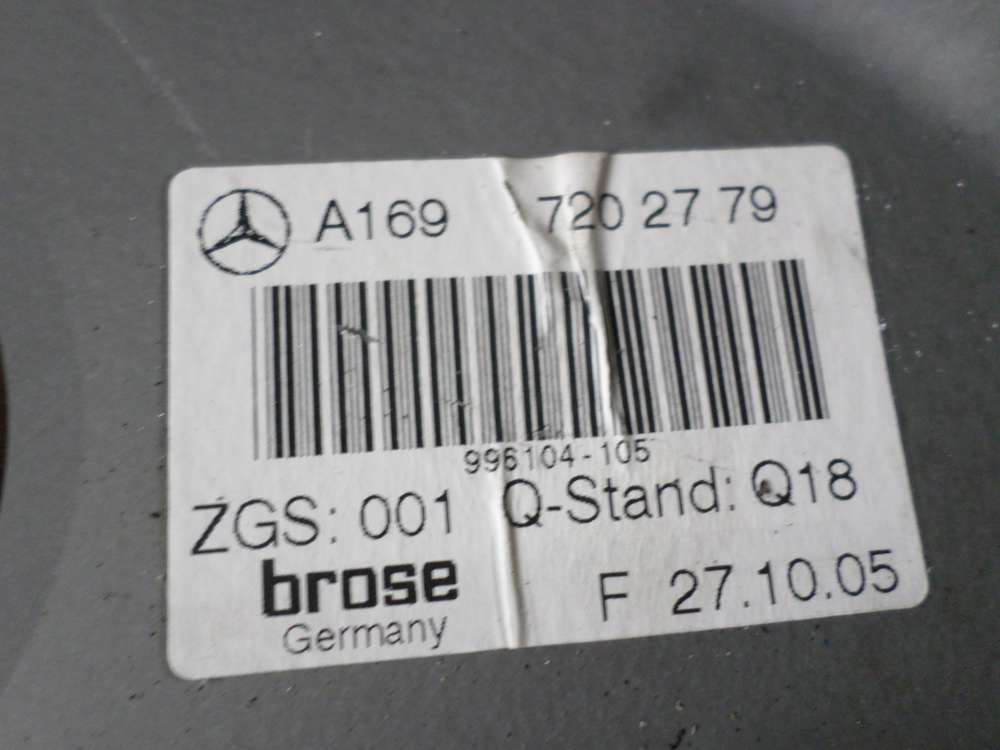 A169 720 27 79
996104-105
ZGS: 001 Q-Stand: Q18
brose F 27.10.05
Germany